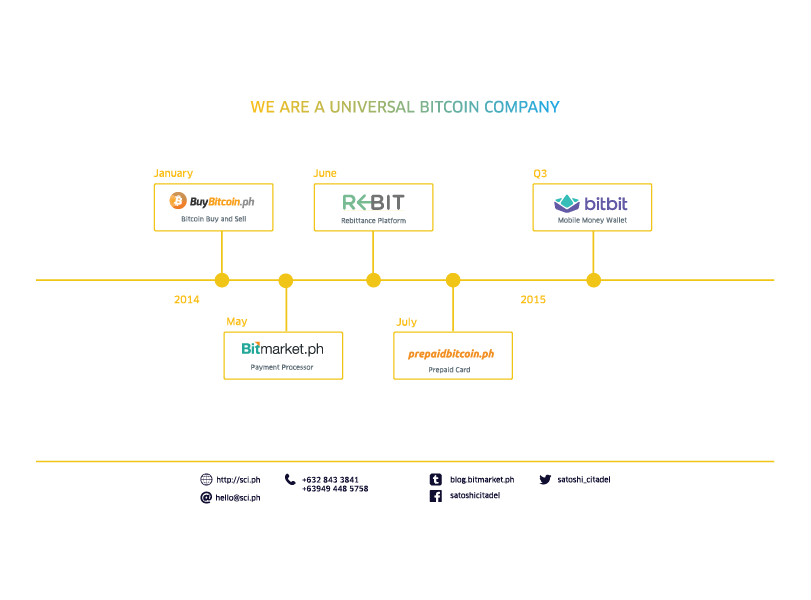 WE ARE A UNIVERSAL BITCOIN COMPANY
January
BuyBitcoin.ph
Bitcoin Buy and Sell
June
REBIT
Rebittance Platform
Q3
bitbit
Mobile Money Wallet
2014
2015
May
Bitmarket.ph
Payment Processor
July
prepaidbitcoin.ph
Prepaid Card
http://sci.ph
hello@sci.ph
+632 843 3841
+63949 448 5758
blog.bitmarket.ph
satoshicitadel
satoshi_citadel